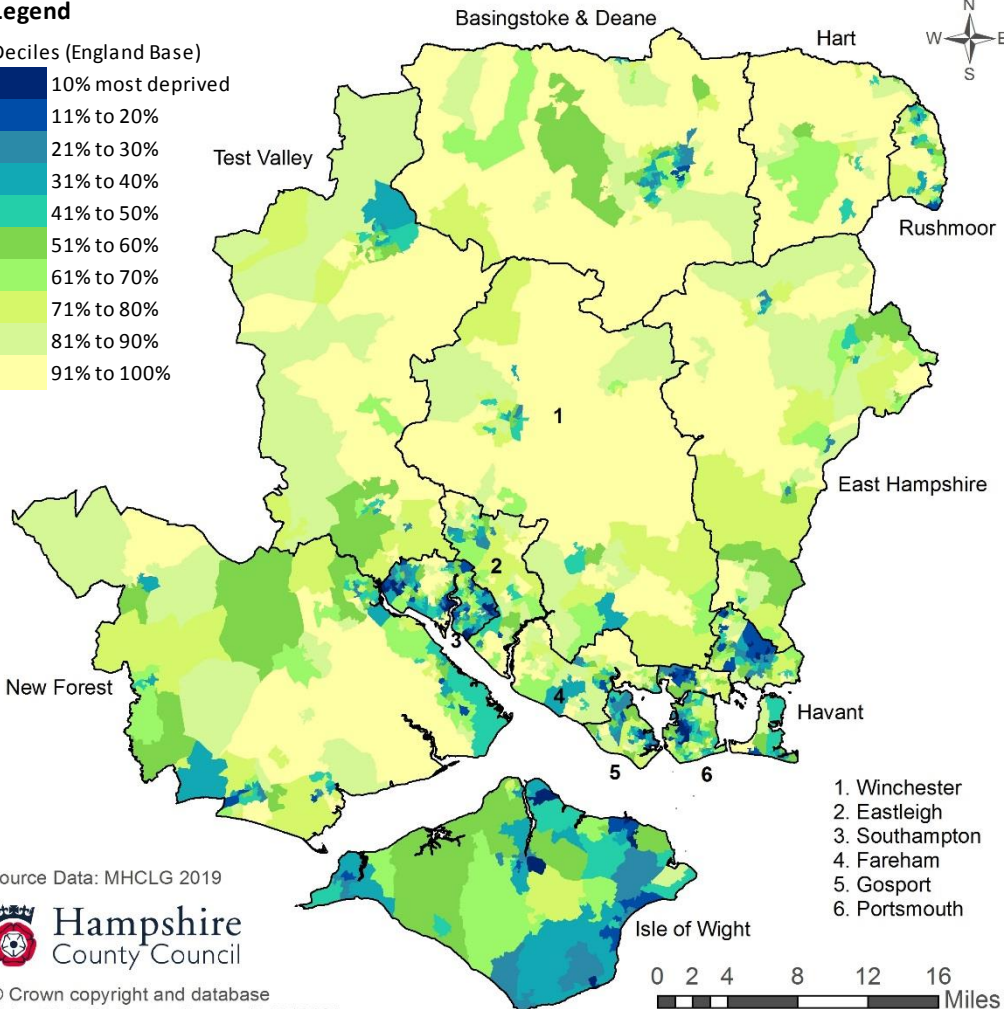 Legend
Deciles (England Base)
10% most deprived
11% to 20%
21% to 30%
31% to 40%
41% to 50%
51% to 60%
61% to 70%
71% to 80%
81% to 90%
91% to 100%
Basingstoke & Deane
Hart
N
W
E
S
Test Valley
Rushmoor
1
East Hampshire
2
3
New Forest
4
Havant
5
6
1. Winchester
2. Eastleigh
3. Southampton
4. Fareham
5. Gosport
6. Portsmouth
Isle of Wight
Source Data: MHCLG 2019
Hampshire
County Council
© Crown copyright and database
0 2 4 8 12 16
Miles